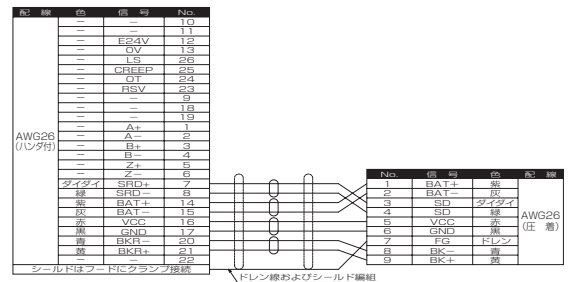 配 線 色 信 号 No.
AWG26
(ハンダ付)
－ － 10
－ － 11
－ E24V 12
－ 0V 13
－ LS 26
－ CREEP 25
－ OT 24
－ RSV 23
－ － 9
－ － 18
－ － 19
－ A+ 1
－ A− 2
－ B+ 3
－ B− 4
－ Z+ 5
－ Z− 6
ダイダイ SRD+ 7
緑 SRD− 8
紫 BAT+ 14
灰 BAT− 15
赤 VCC 16
黒 GND 17
青 BKR− 20
黄 BKR+ 21
－ － 22
シールドはフードにクランプ接続
No. 信 号 色 配 線
1 BAT+ 紫
2 BAT− 灰
3 SD ダイダイ
4 SD 緑
5 VCC 赤
6 GND 黒
7 FG ドレン
8 BK− 青
9 BK+ 黄
AWG26
(圧 着)
ドレン線およびシールド編組